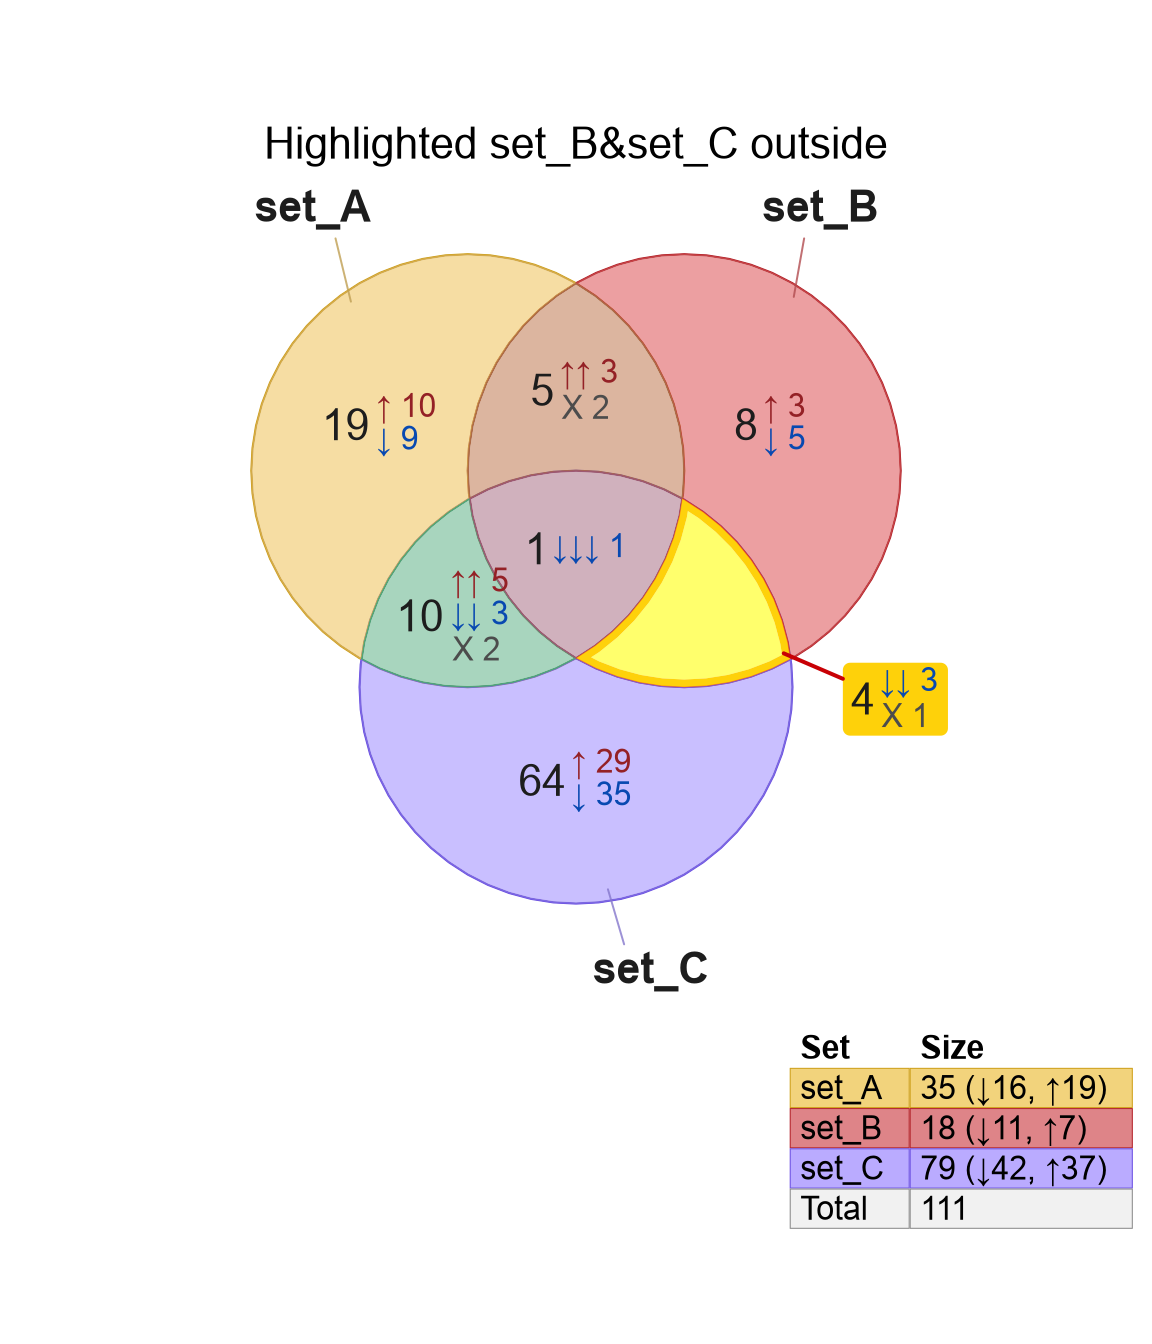 Highlighted set_B&set_C outside
set_A
set_B
19 ↑ 10
↓ 9
5 ↑↑ 3
X 2
8 ↑ 3
↓ 5
1 ↓↓↓ 1
10 ↑↑ 5
↓↓ 3
X 2
4 ↓↓ 3
X 1
64 ↑ 29
↓ 35
set_C
Set Size
set_A 35 (↓16, ↑19)
set_B 18 (↓11, ↑7)
set_C 79 (↓42, ↑37)
Total 111